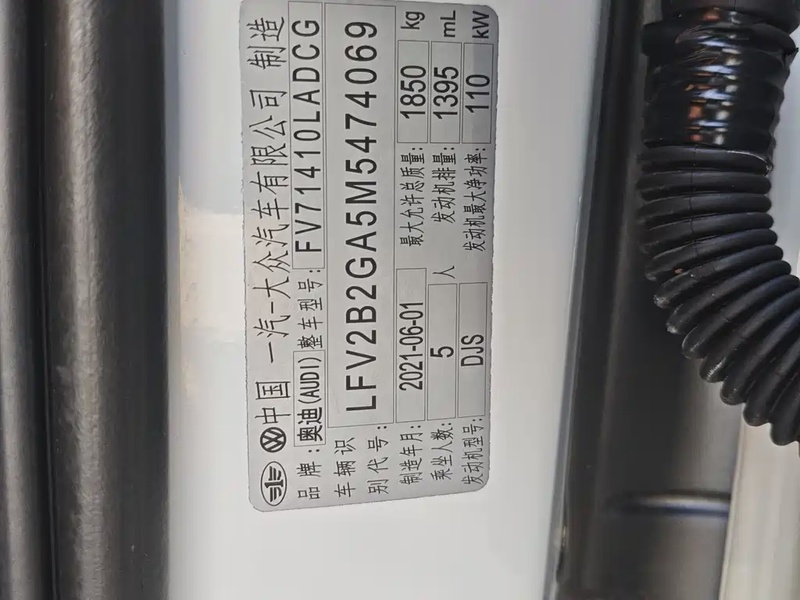 中国 一汽-大众汽车有限公司 制造
品牌: 奥迪(AUDI) 整车型号: FV71410LADCG
车辆识别代号: LFV2B2GA5M5474069
制造年月: 2021-06-01 最大允许总质量: 1850 kg
乘坐人数: 5 人 发动机排量: 1395 mL
发动机型号: DJS 发动机最大净功率: 110 kW